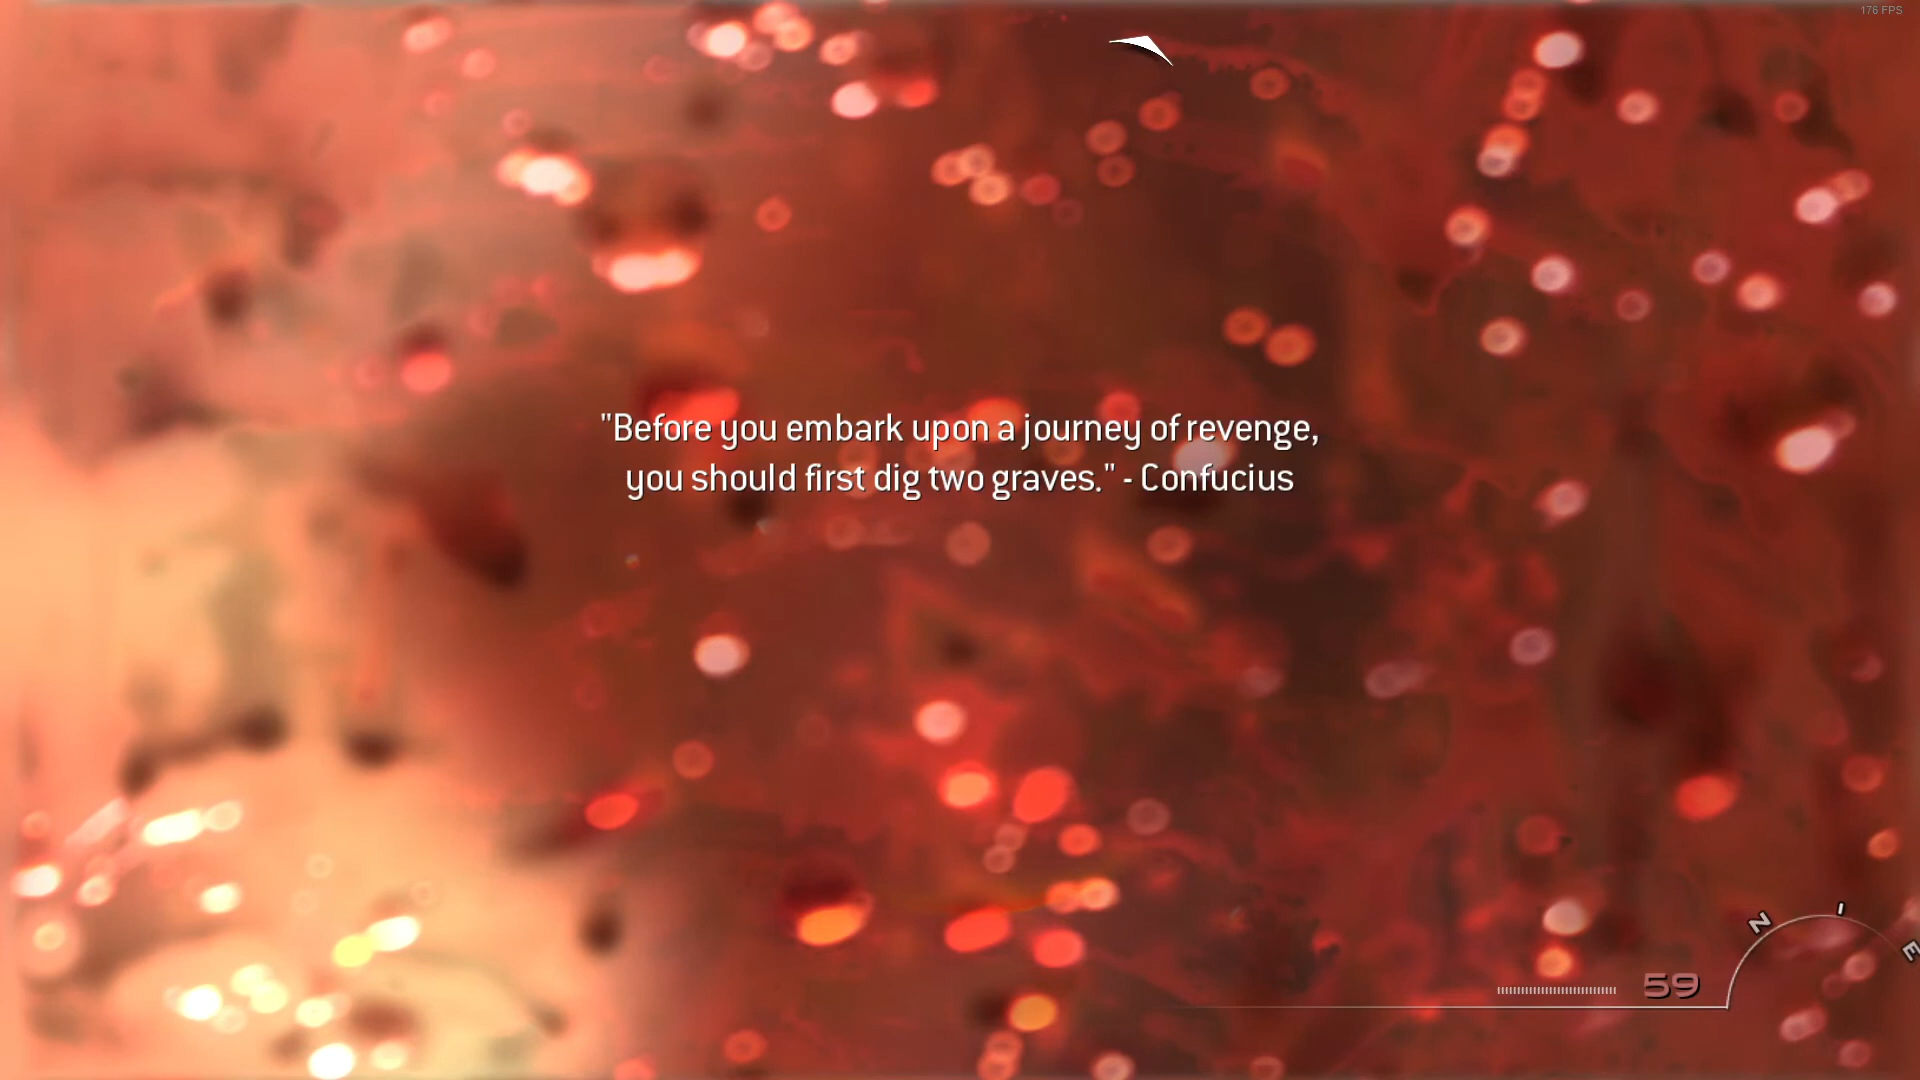 176 FPS
"Before you embark upon a journey of revenge,
you should first dig two graves." - Confucius
N
E
59